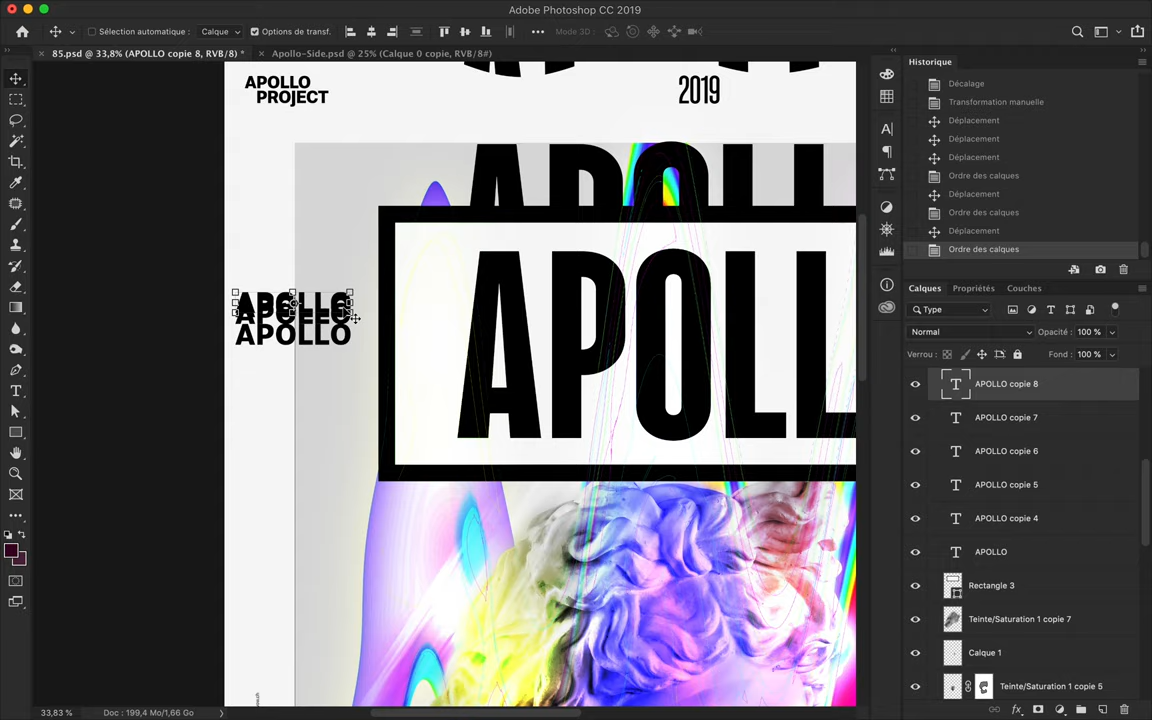 Adobe Photoshop CC 2019
Sélection automatique :
Calque
Options de transf.
Mode 3D :
85.psd @ 33,8% (APOLLO copie 8, RVB/8) *
Apollo-Side.psd @ 25% (Calque 0 copie, RVB/8#)
APOLLO
PROJECT
2019
APOLL
APOLL
APOLLO
APOLLO
Historique
Décalage
Transformation manuelle
Déplacement
Déplacement
Déplacement
Ordre des calques
Déplacement
Ordre des calques
Déplacement
Ordre des calques
Calques
Propriétés
Couches
Type
Normal
Opacité : 100 %
Verrou :
Fond : 100 %
APOLLO copie 8
APOLLO copie 7
APOLLO copie 6
APOLLO copie 5
APOLLO copie 4
APOLLO
Rectangle 3
Teinte/Saturation 1 copie 7
Calque 1
Teinte/Saturation 1 copie 5
33,83 %
Doc : 199,4 Mo/1,66 Go